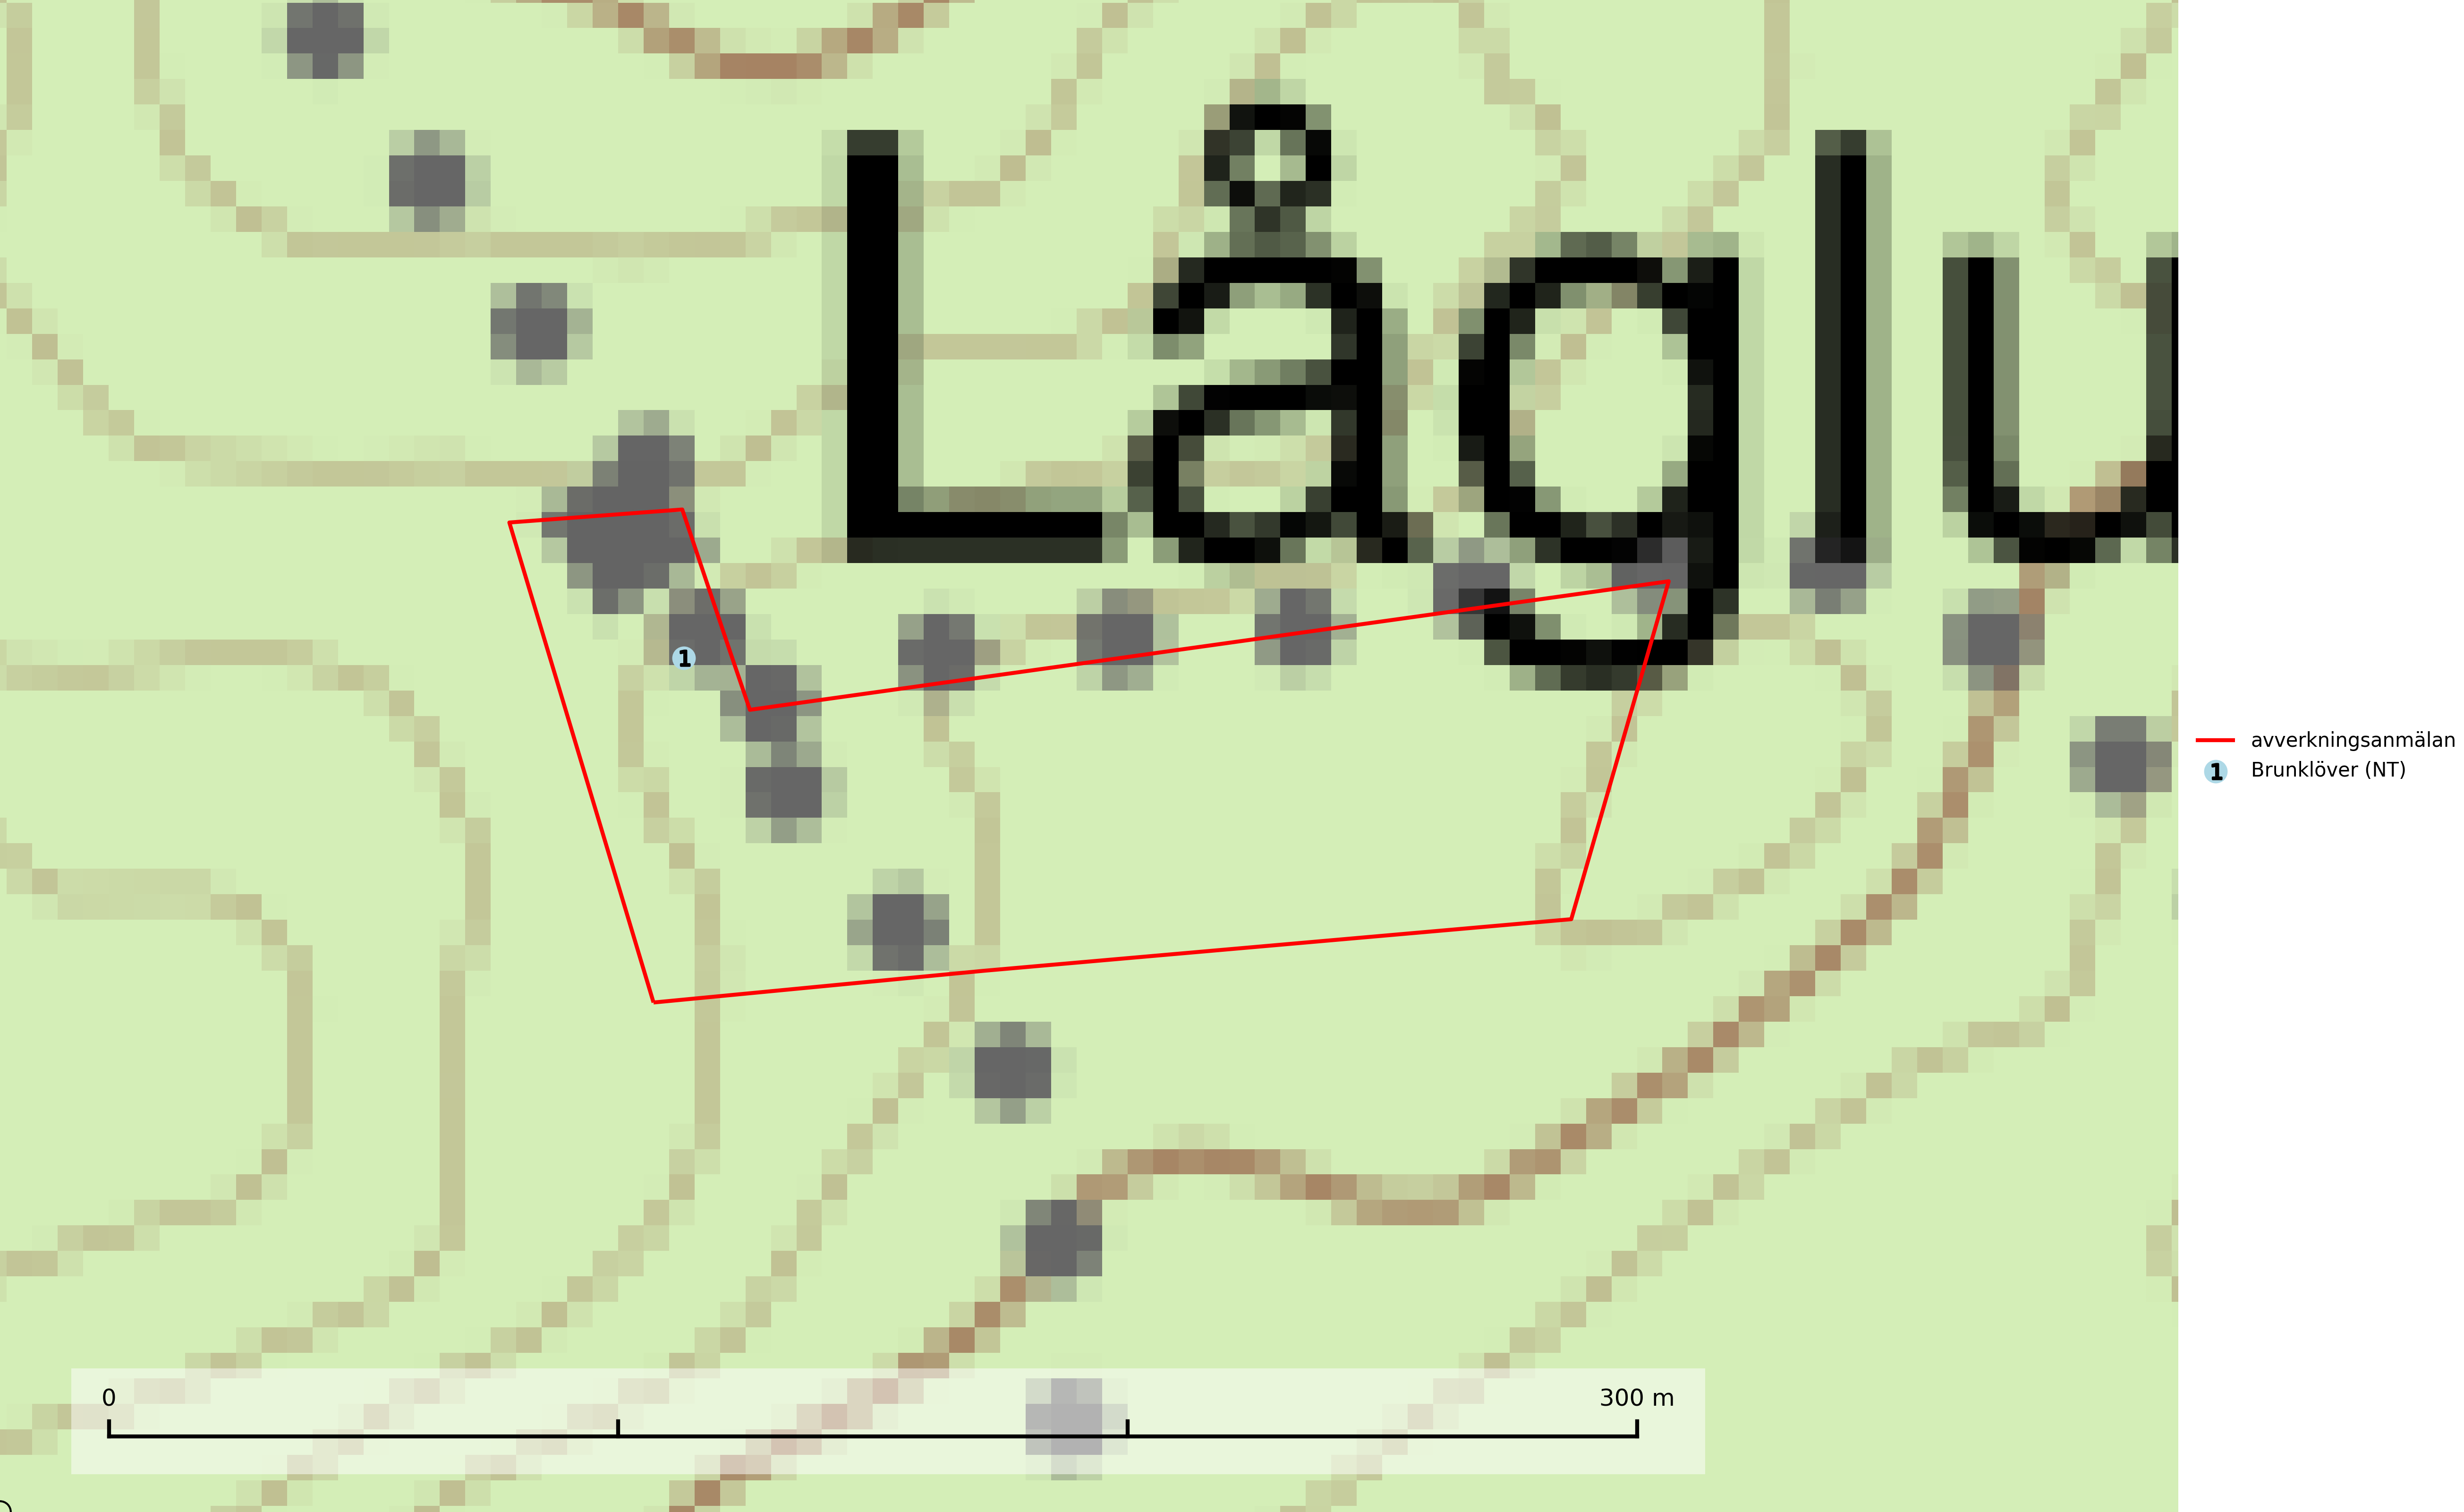 Låglu
1
avverkningsanmälan
1 Brunklöver (NT)
0 300 m